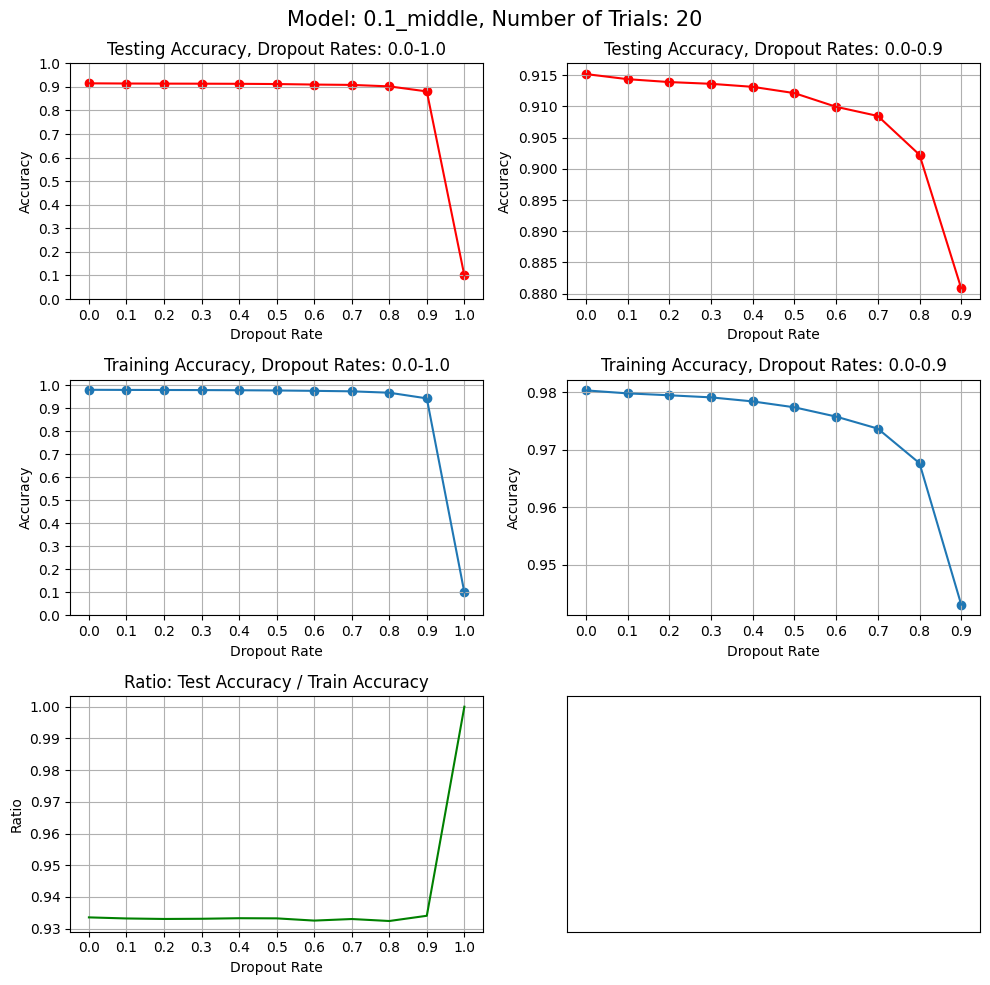 Model: 0.1_middle, Number of Trials: 20
Testing Accuracy, Dropout Rates: 0.0-1.0
Accuracy
1.0
0.9
0.8
0.7
0.6
0.5
0.4
0.3
0.2
0.1
0.0
0.0 0.1 0.2 0.3 0.4 0.5 0.6 0.7 0.8 0.9 1.0
Dropout Rate
Testing Accuracy, Dropout Rates: 0.0-0.9
Accuracy
0.915
0.910
0.905
0.900
0.895
0.890
0.885
0.880
0.0 0.1 0.2 0.3 0.4 0.5 0.6 0.7 0.8 0.9
Dropout Rate
Training Accuracy, Dropout Rates: 0.0-1.0
Accuracy
1.0
0.9
0.8
0.7
0.6
0.5
0.4
0.3
0.2
0.1
0.0
0.0 0.1 0.2 0.3 0.4 0.5 0.6 0.7 0.8 0.9 1.0
Dropout Rate
Training Accuracy, Dropout Rates: 0.0-0.9
Accuracy
0.98
0.97
0.96
0.95
0.0 0.1 0.2 0.3 0.4 0.5 0.6 0.7 0.8 0.9
Dropout Rate
Ratio: Test Accuracy / Train Accuracy
Ratio
1.00
0.99
0.98
0.97
0.96
0.95
0.94
0.93
0.0 0.1 0.2 0.3 0.4 0.5 0.6 0.7 0.8 0.9 1.0
Dropout Rate